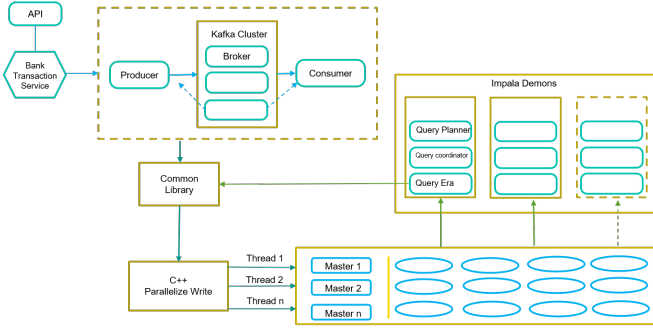 API
Bank
Transaction
Service
Producer
Kafka Cluster
Broker
Consumer
Impala Demons
Query Planner
Query coordinator
Query Era
Common
Library
C++
Parallelize Write
Thread 1
Thread 2
Thread n
Master 1
Master 2
Master n